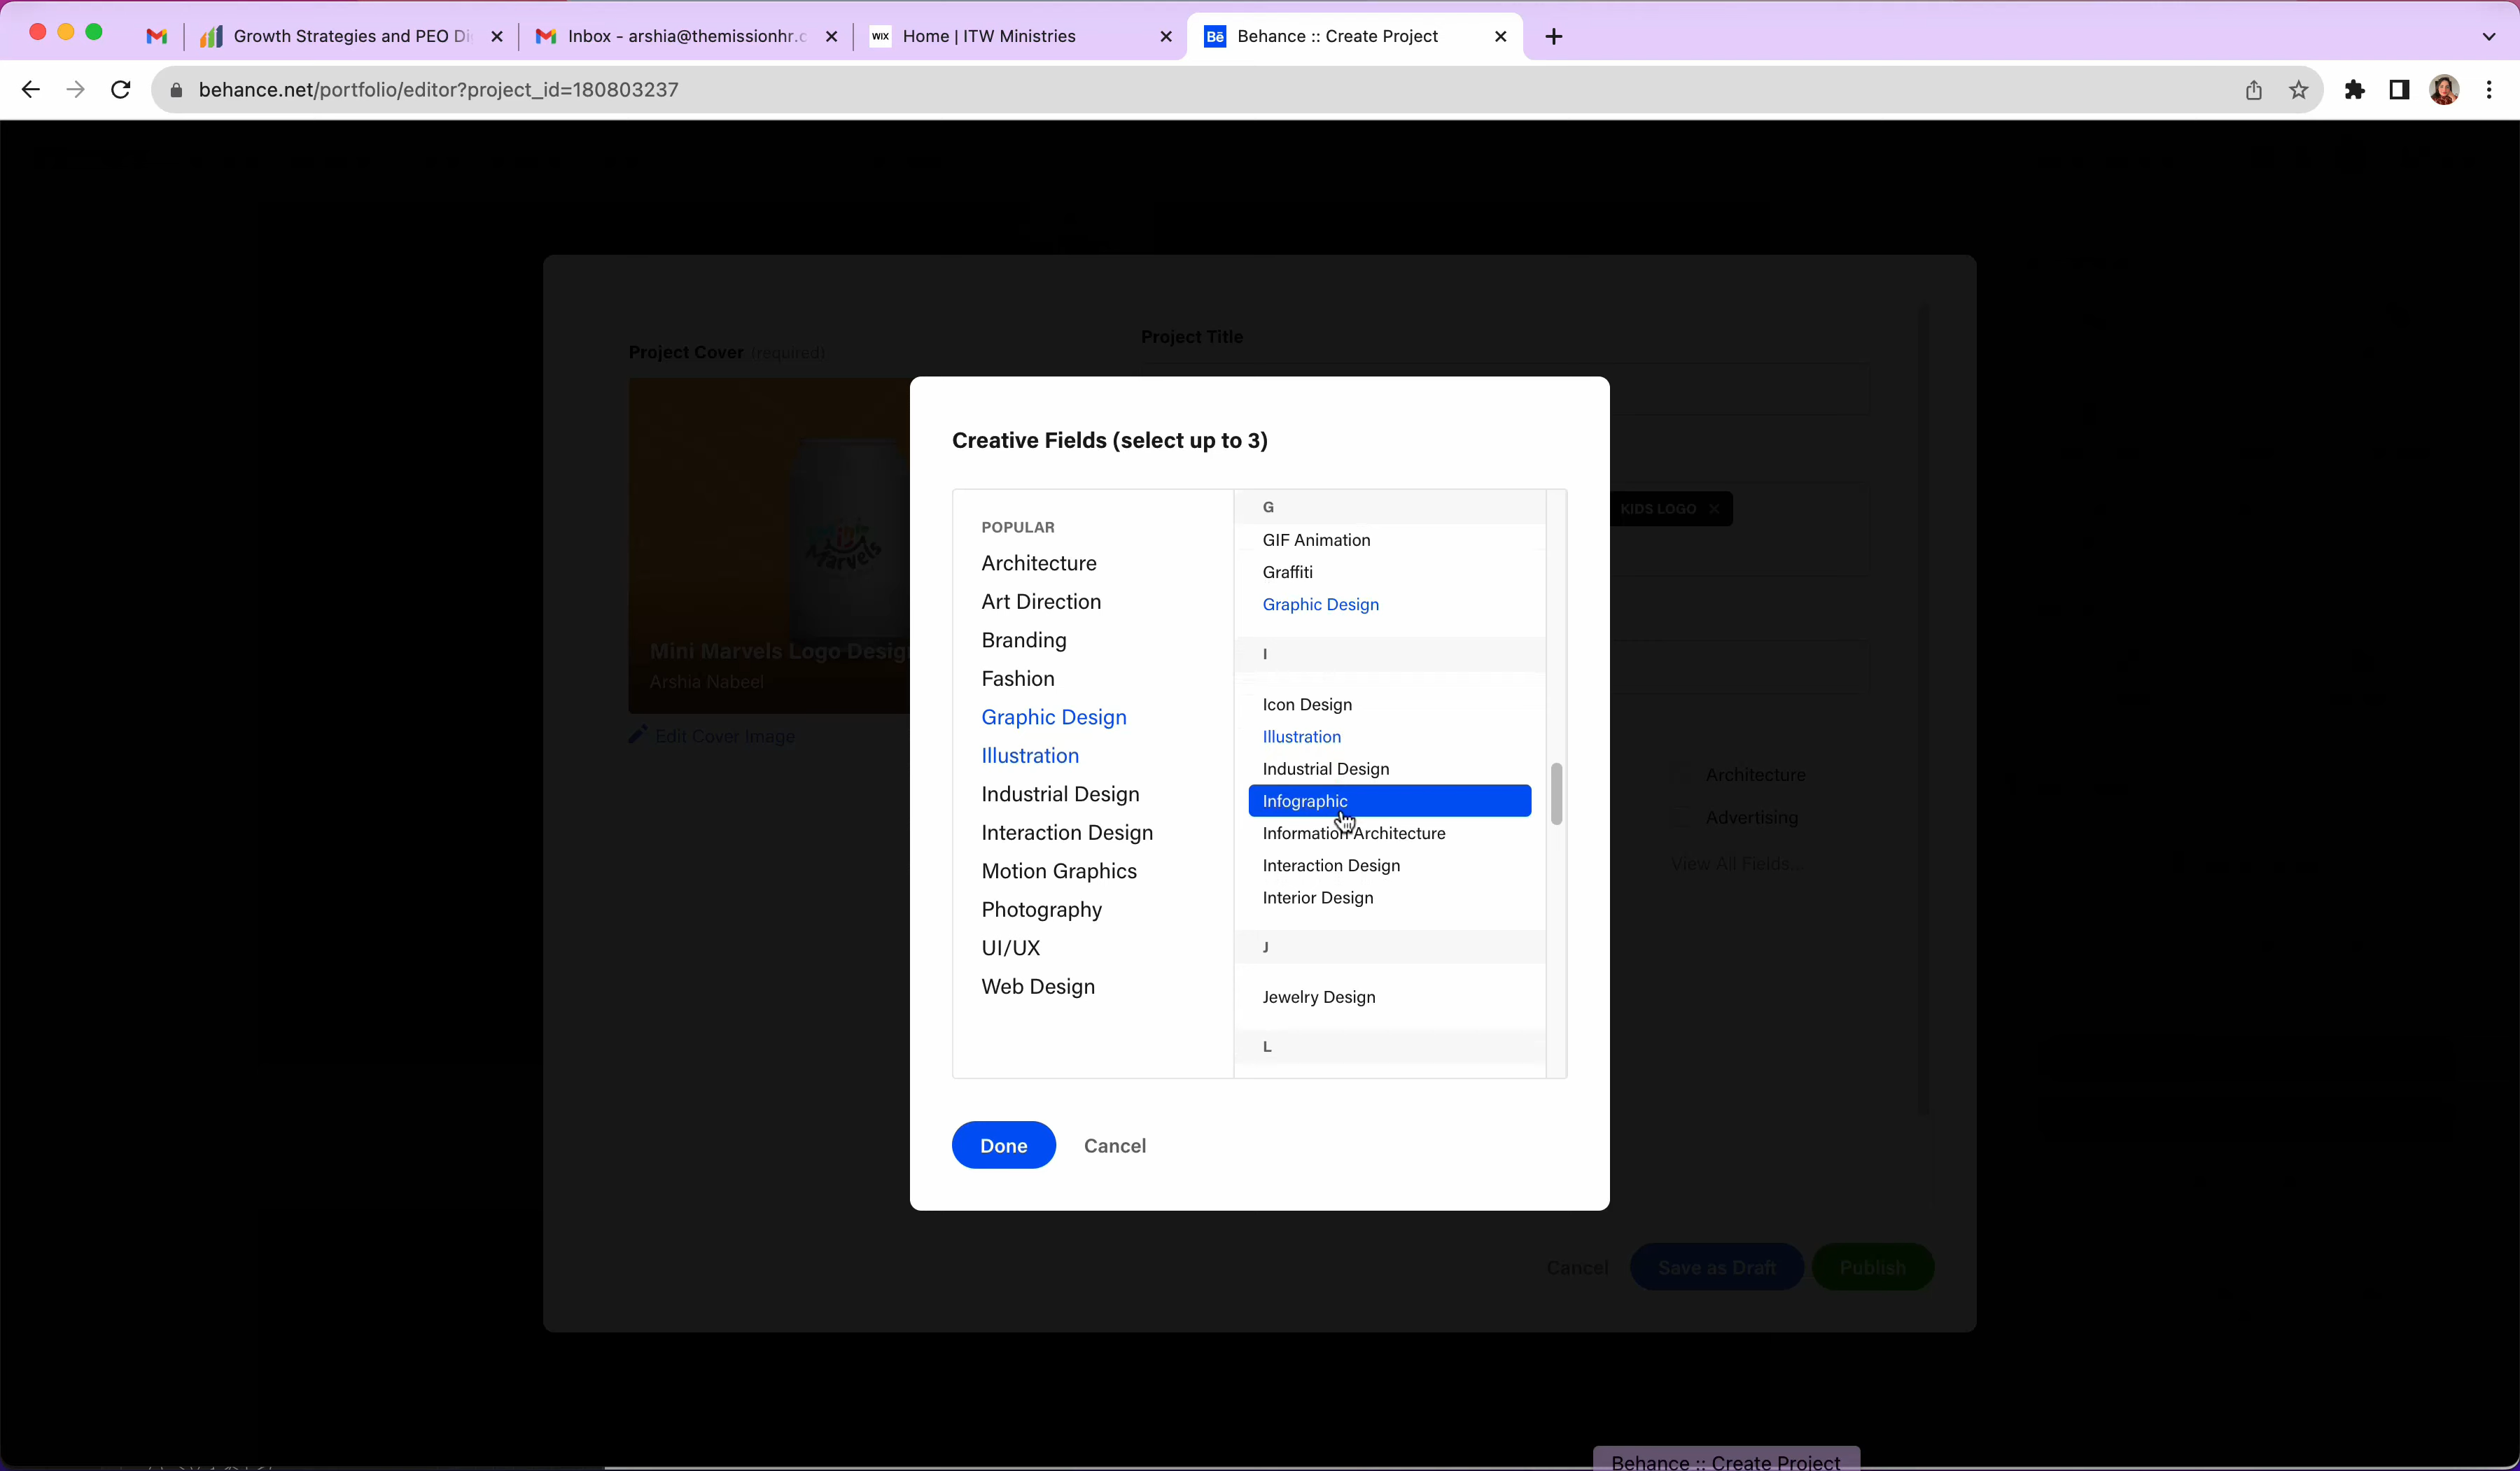 Growth Strategies and PEO Di
Inbox - arshia@themissionhr.c
WIX
Home | ITW Ministries
Bē
Behance :: Create Project
behance.net/portfolio/editor?project_id=180803237
Project Title
Project Cover (required)
KIDS LOGO
Marvels
Mini Marvels Logo Desig
Arshia Nabeel
Edit Cover Image
Architecture
Advertising
View All Fields...
Creative Fields (select up to 3)
POPULAR
Architecture
Art Direction
Branding
Fashion
Graphic Design
Illustration
Industrial Design
Interaction Design
Motion Graphics
Photography
UI/UX
Web Design
G
GIF Animation
Graffiti
Graphic Design
I
Icon Design
Illustration
Industrial Design
Infographic
Information Architecture
Interaction Design
Interior Design
J
Jewelry Design
L
Done
Cancel
Cancel
Save as Draft
Publish
Behance :: Create Project